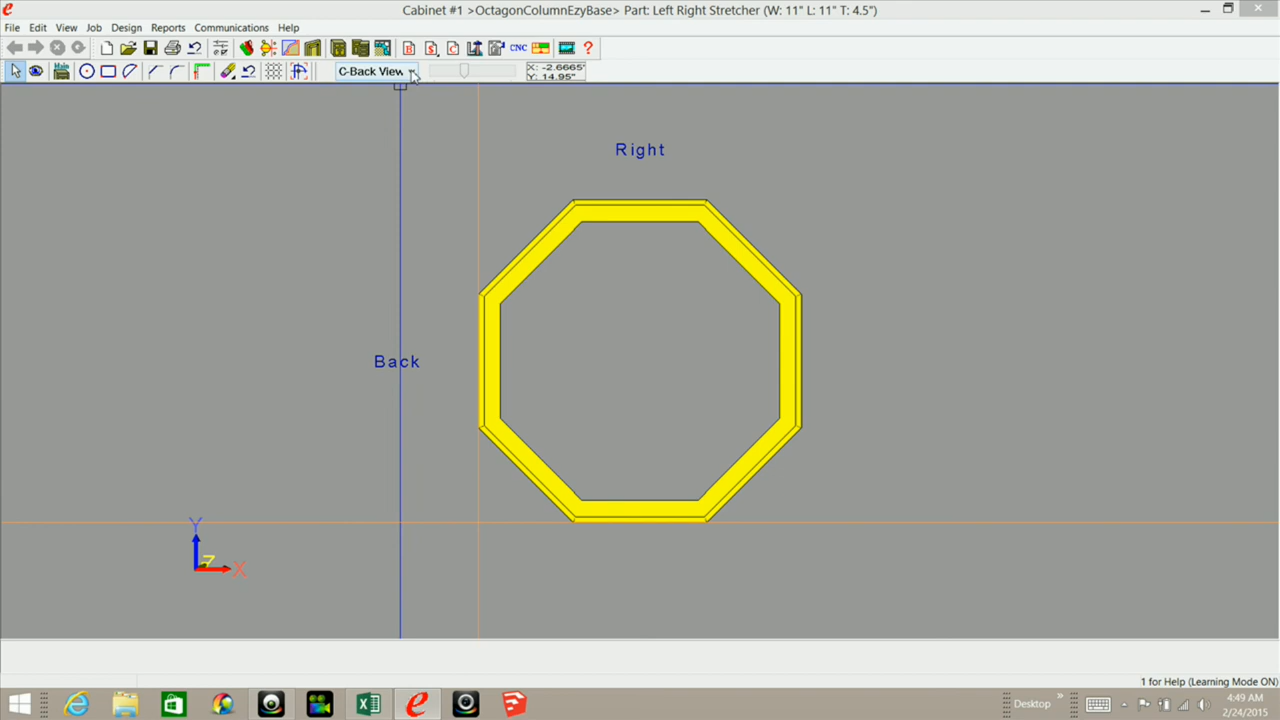 Cabinet #1 >OctagonColumnEzyBase> Part: Left Right Stretcher (W: 11" L: 11" T: 4.5")
File Edit View Job Design Reports Communications Help
B S C CNC ?
Main C-Back View X: -2.6665"
Y: 14.95"
Right
Back
Y
Z X
1 for Help (Learning Mode ON)
Desktop » 4:49 AM
2/24/2015